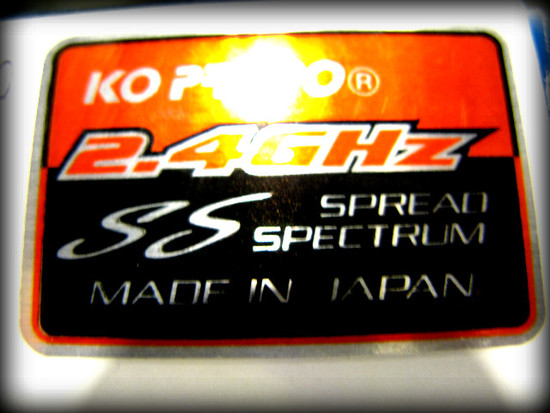 KO ®
2.4GHz
SS SPREAD
SPECTRUM
MADE IN JAPAN